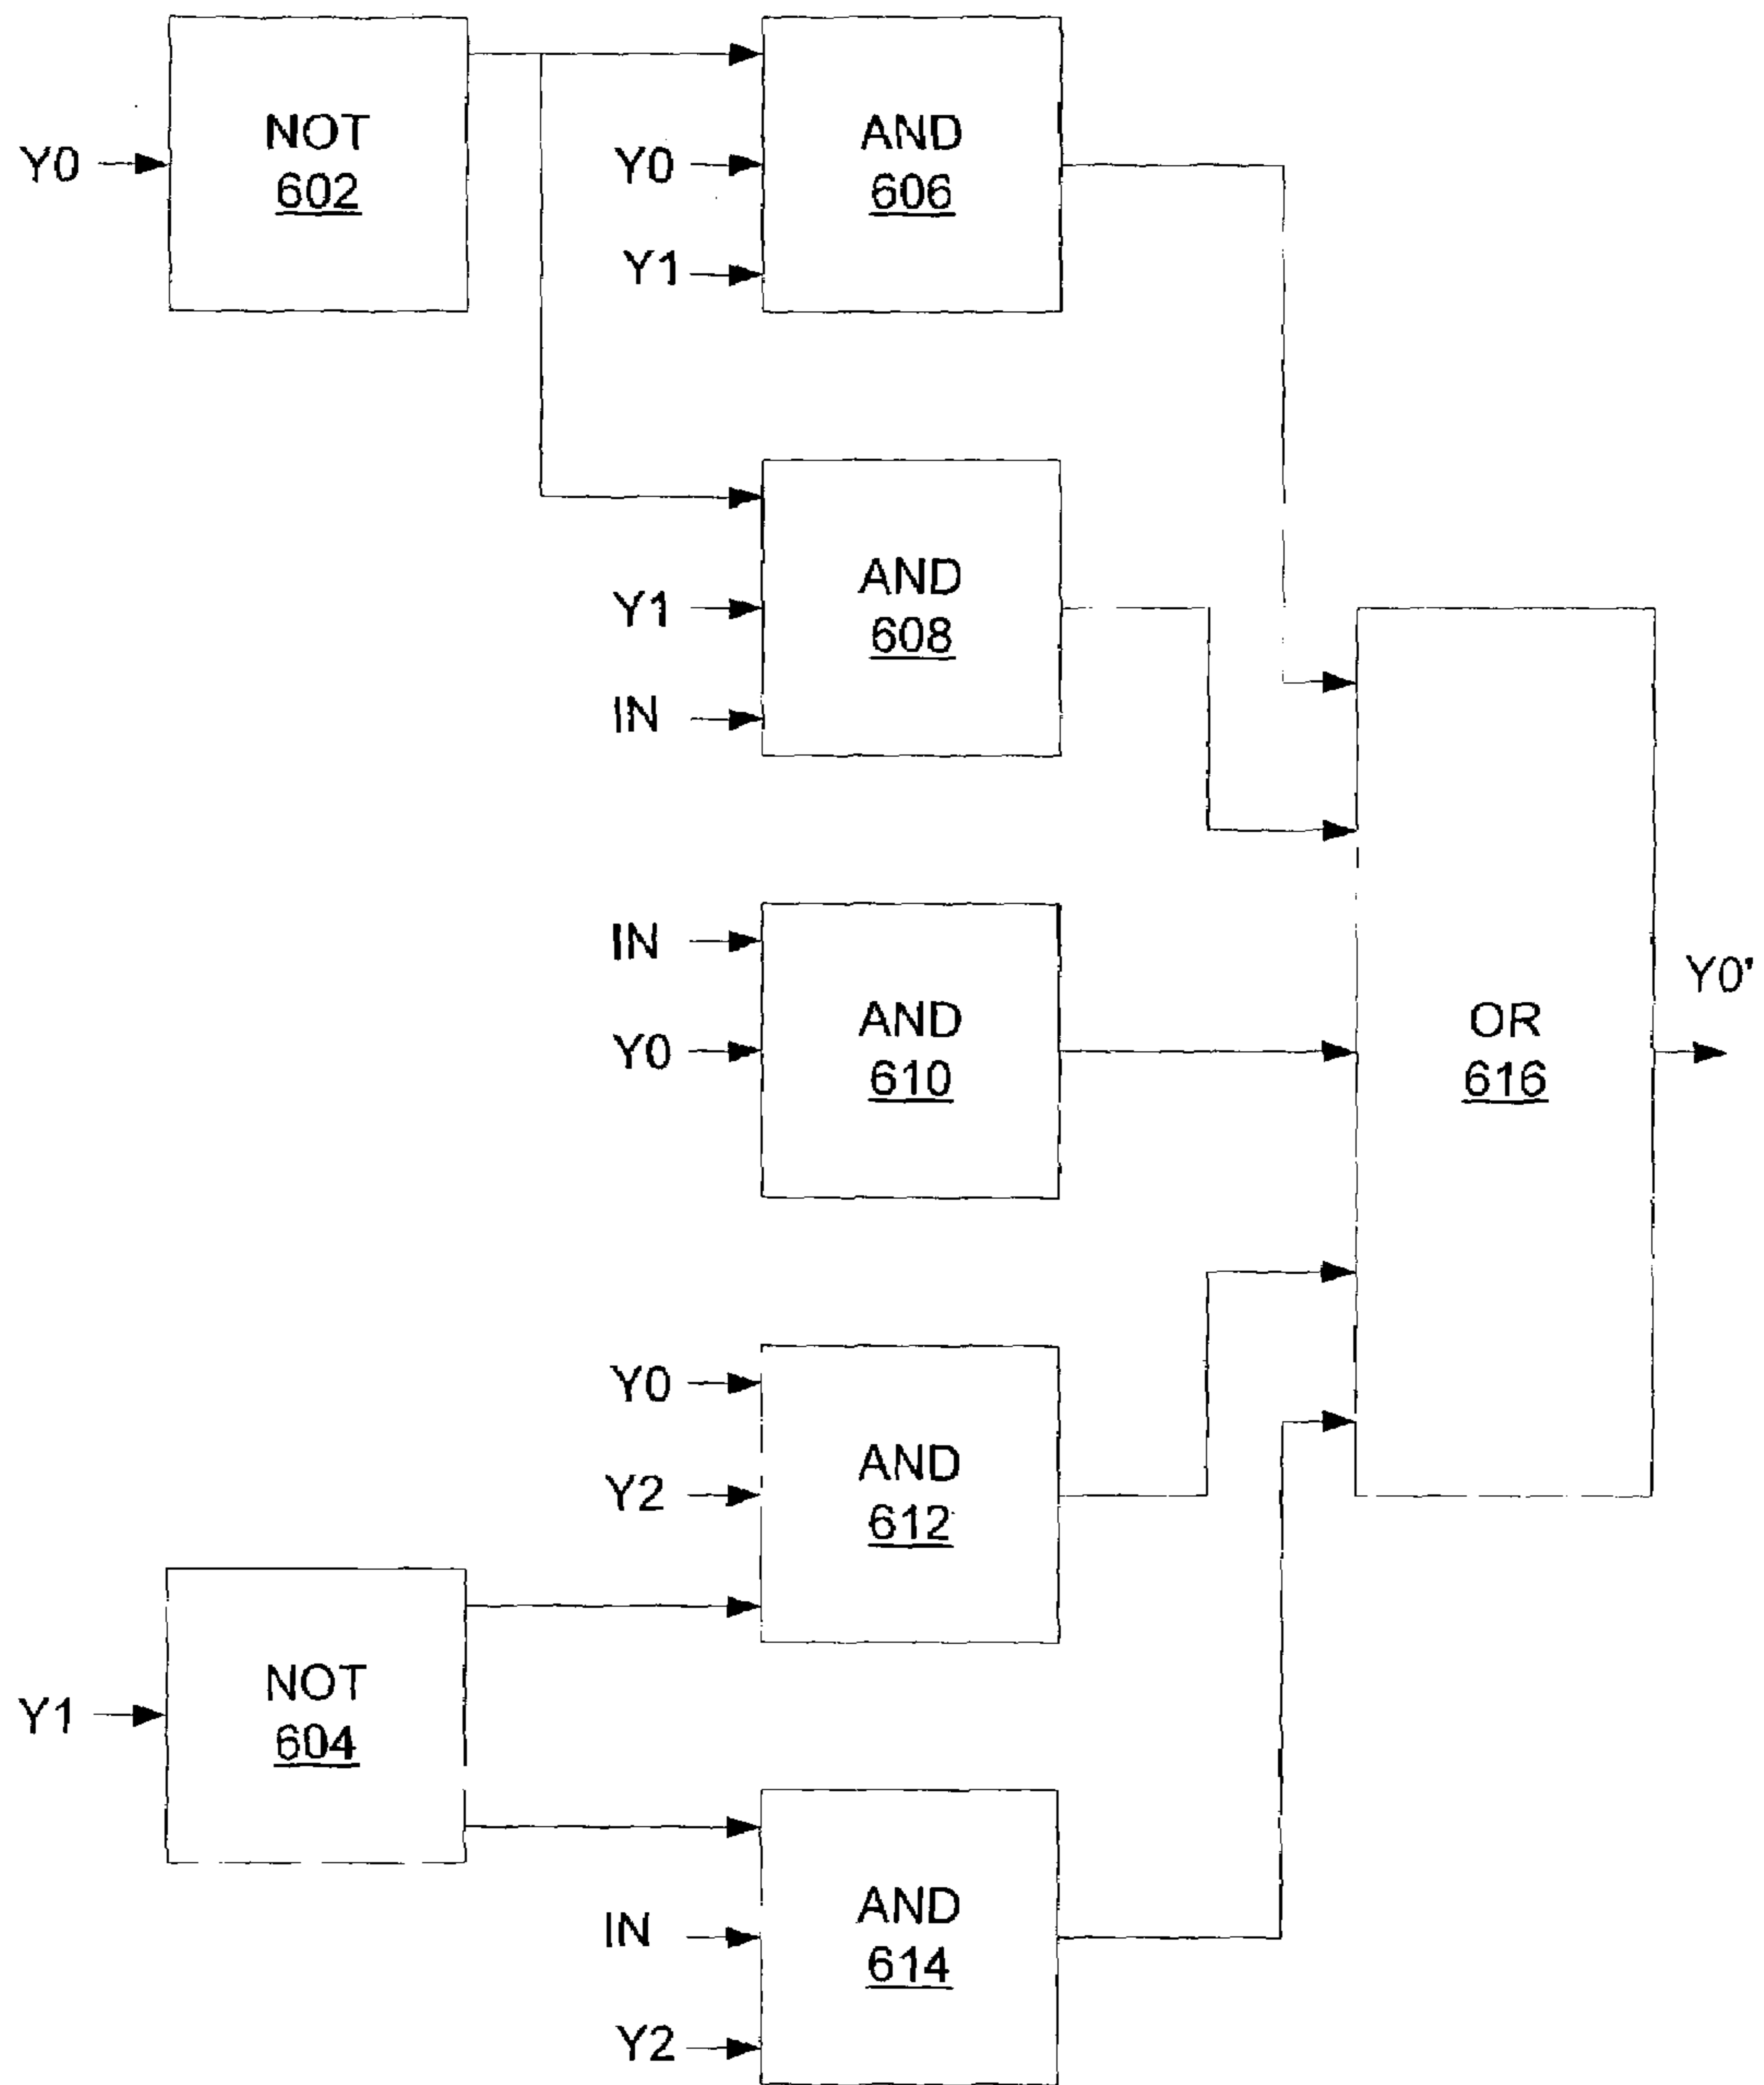 Y0
NOT
602
Y0
Y1
AND
606
Y1
IN
AND
608
IN
Y0
AND
610
OR
616
Y0'
Y0
Y2
AND
612
Y1
NOT
604
IN
Y2
AND
614